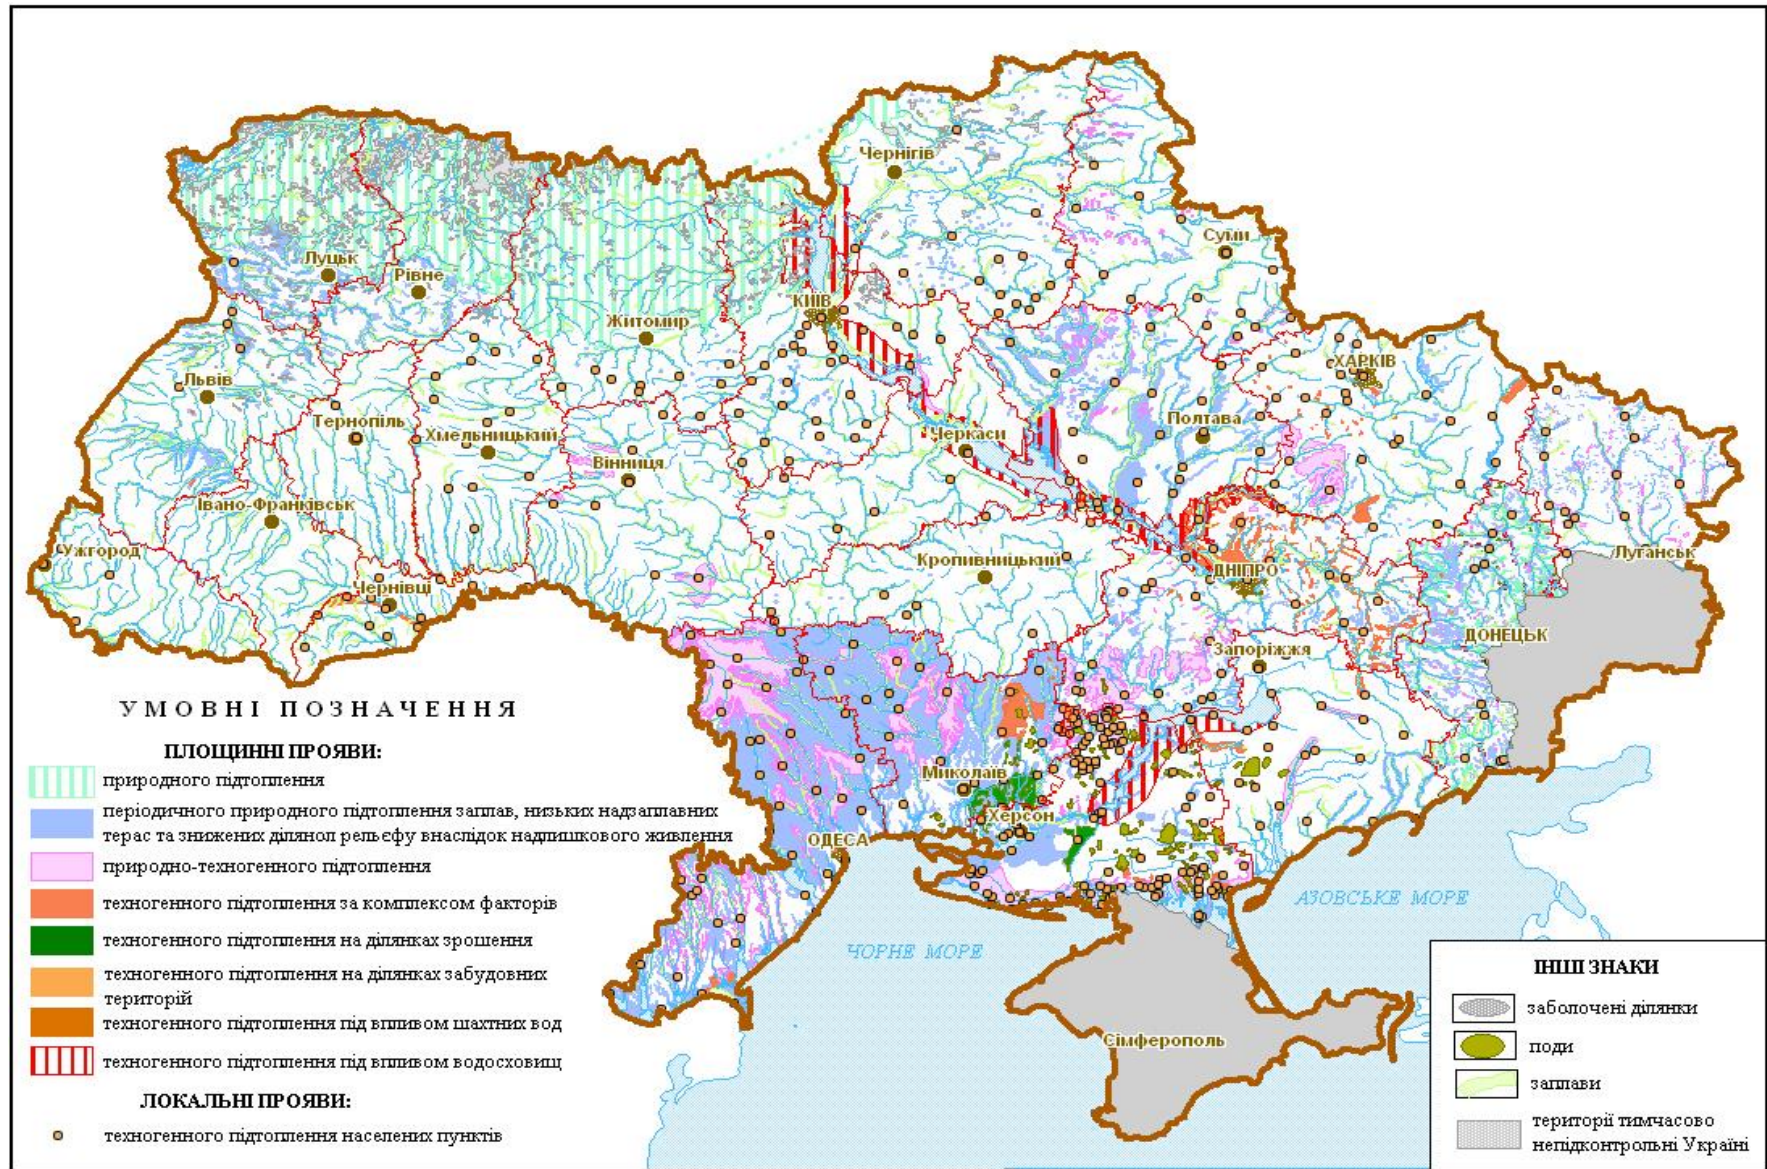 Чернігів
Суми
Луцьк
Рівне
КИЇВ
Житомир
ХАРКІВ
Львів
Тернопіль
Хмельницький
Полтава
Черкаси
Вінниця
Івано-Франківськ
Ужгород
Чернівці
Кропивницький
ДНІПРО
Луганськ
ДОНЕЦЬК
Запоріжжя
Миколаїв
Херсон
ОДЕСА
АЗОВСЬКЕ МОРЕ
ЧОРНЕ МОРЕ
Сімферополь
УМОВНІ ПОЗНАЧЕННЯ
ПЛОЩИННІ ПРОЯВИ:
природного підтоплення
періодичного природного підтоплення заплав, низьких надзаплавних
терас та знижених ділянол рельєфу внаслідок надлишкового живлення
природно-техногенного підтоплення
техногенного підтоплення за комплексом факторів
техногенного підтоплення на ділянках зрошення
техногенного підтоплення на ділянках забудовних
територій
техногенного підтоплення під впливом шахтних вод
техногенного підтоплення під впливом водосховищ
ЛОКАЛЬНІ ПРОЯВИ:
техногенного підтоплення населених пунктів
ІНШІ ЗНАКИ
заболочені ділянки
поди
заплави
території тимчасово
непідконтрольні Україні